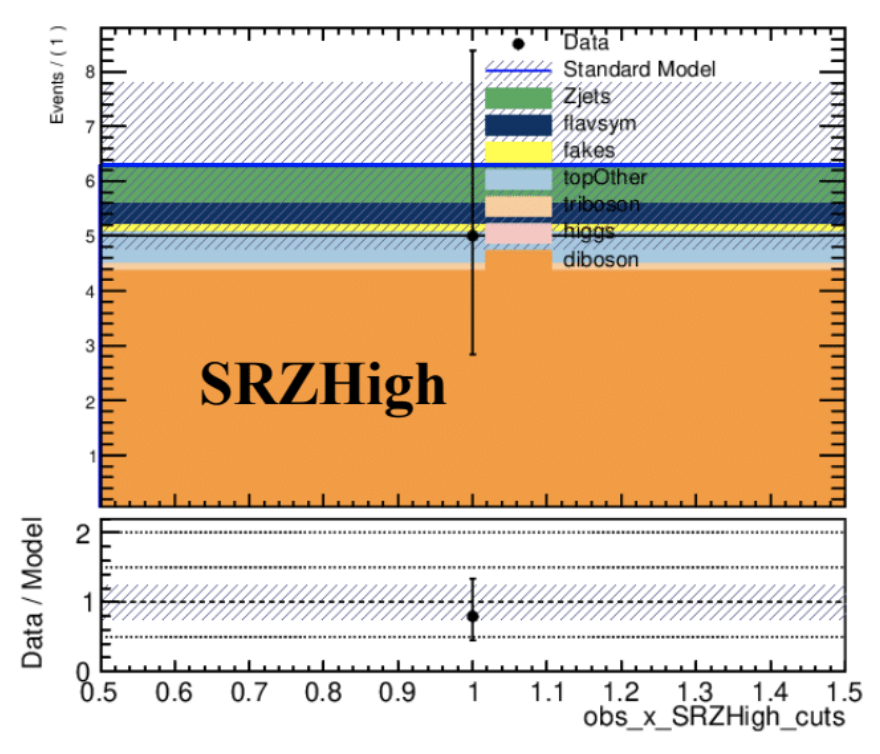 Events / ( 1 )
8
7
6
5
4
3
2
1
Data
Standard Model
Zjets
flavsym
fakes
topOther
triboson
higgs
diboson
SRZHigh
Data / Model
2
1
0
0.5 0.6 0.7 0.8 0.9 1 1.1 1.2 1.3 1.4 1.5
obs_x_SRZHigh_cuts